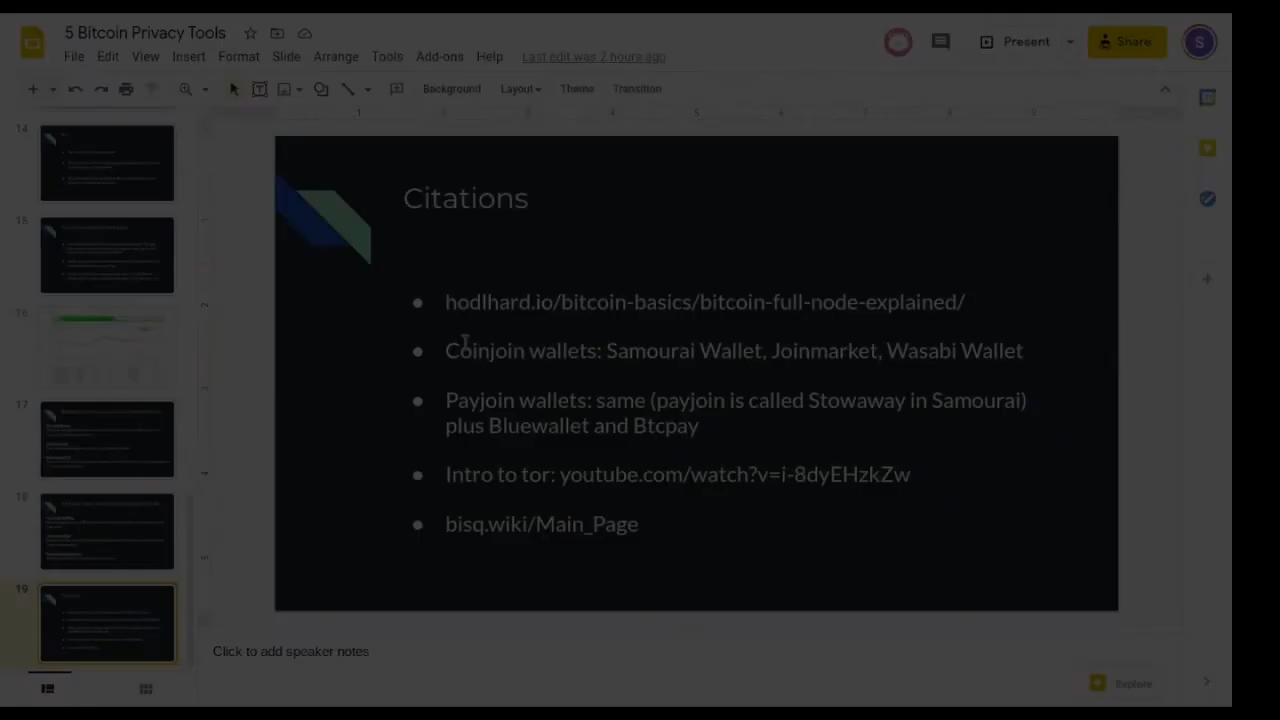 5 Bitcoin Privacy Tools
File Edit View Insert Format Slide Arrange Tools Add-ons Help Last edit was 2 hours ago
Present
Share
S
Background Layout Theme Transition
14
15
16
17
18
19
Citations
● hodlhard.io/bitcoin-basics/bitcoin-full-node-explained/
● Coinjoin wallets: Samourai Wallet, Joinmarket, Wasabi Wallet
● Payjoin wallets: same (payjoin is called Stowaway in Samourai)
plus Bluewallet and Btcpay
● Intro to tor: youtube.com/watch?v=i-8dyEHzkZw
● bisq.wiki/Main_Page
Click to add speaker notes
Explore